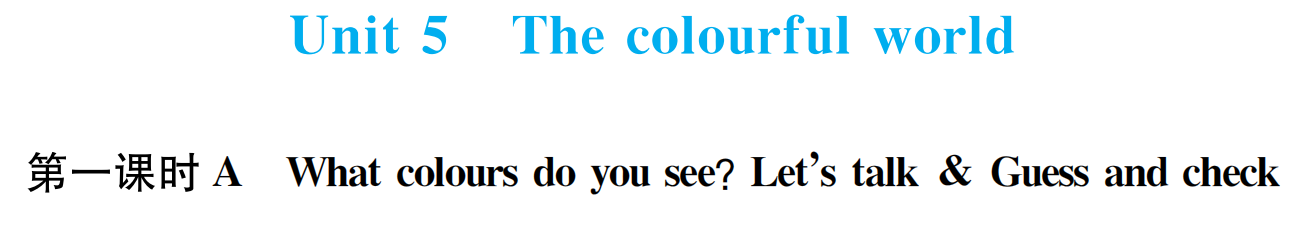 Unit 5 The colourful world
第一课时 A What colours do you see? Let's talk & Guess and check